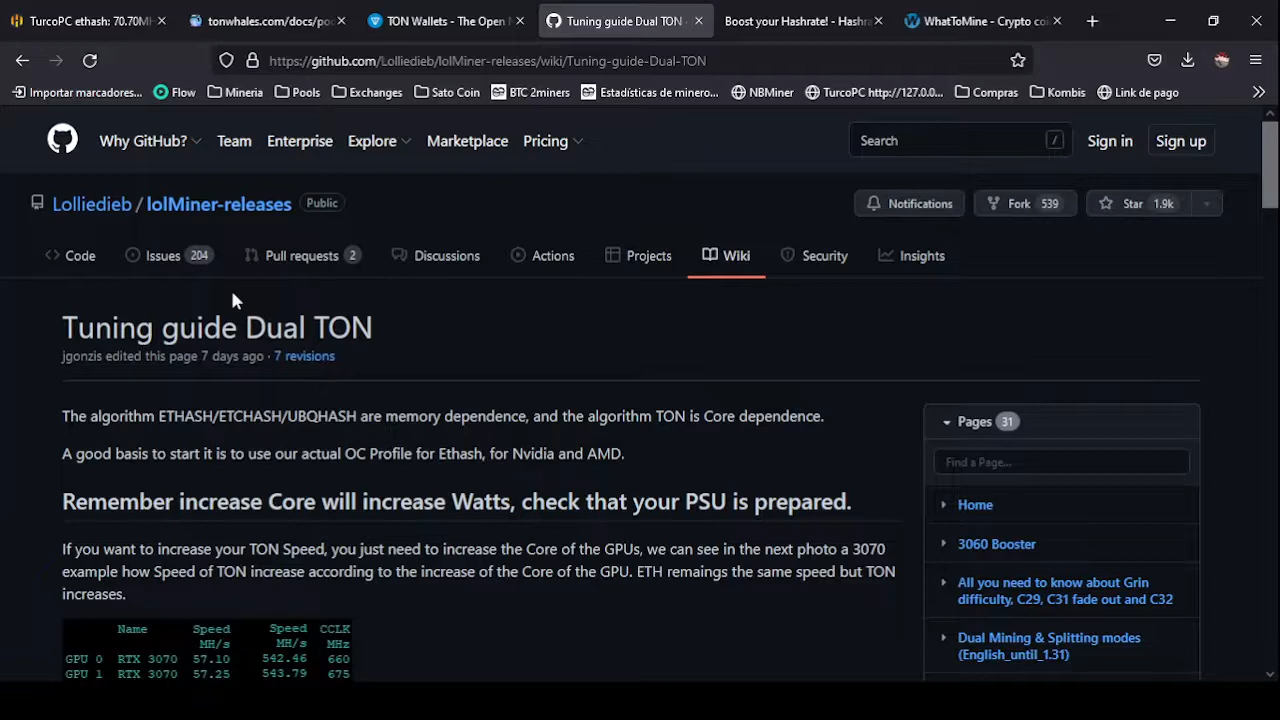 TurcoPC ethash: 70.70MH
tonwhales.com/docs/poo
TON Wallets - The Open N
Tuning guide Dual TON
Boost your Hashrate! - Hashra
WhatToMine - Crypto coi
https://github.com/Lolliedieb/lolMiner-releases/wiki/Tuning-guide-Dual-TON
Importar marcadores...
Flow
Mineria
Pools
Exchanges
Sato Coin
BTC 2miners
Estadísticas de minero...
NBMiner
TurcoPC http://127.0.0...
Compras
Kombis
Link de pago
Why GitHub?
Team
Enterprise
Explore
Marketplace
Pricing
Search
/
Sign in
Sign up
Lolliedieb / lolMiner-releases
Public
Notifications
Fork 539
Star 1.9k
Code
Issues 204
Pull requests 2
Discussions
Actions
Projects
Wiki
Security
Insights
Tuning guide Dual TON
jgonzis edited this page 7 days ago · 7 revisions
The algorithm ETHASH/ETCHASH/UBQHASH are memory dependence, and the algorithm TON is Core dependence.
A good basis to start it is to use our actual OC Profile for Ethash, for Nvidia and AMD.
Remember increase Core will increase Watts, check that your PSU is prepared.
If you want to increase your TON Speed, you just need to increase the Core of the GPUs, we can see in the next photo a 3070
example how Speed of TON increase according to the increase of the Core of the GPU. ETH remaings the same speed but TON
increases.
Name Speed Speed CCLK
MH/s MH/s MHz
GPU 0 RTX 3070 57.10 542.46 660
GPU 1 RTX 3070 57.25 543.79 675
Pages 31
Find a Page...
Home
3060 Booster
All you need to know about Grin
difficulty, C29, C31 fade out and C32
Dual Mining & Splitting modes
(English_until_1.31)